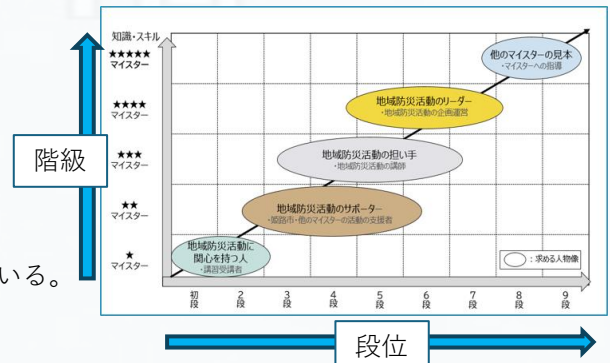 知識・スキル
★★★★★
マイスター
他のマイスターの見本
・マイスターへの指導
★★★★
マイスター
地域防災活動のリーダー
・地域防災活動の企画運営
階級
★★★
マイスター
地域防災活動の担い手
・地域防災活動の講師
★★
マイスター
地域防災活動のサポーター
・姫路市・他のマイスターの活動の支援者
地域防災活動に
関心を持つ人
・講習受講者
★
マイスター
いる。
○:求める人物像
初段 2段 3段 4段 5段 6段 7段 8段 9段
段位